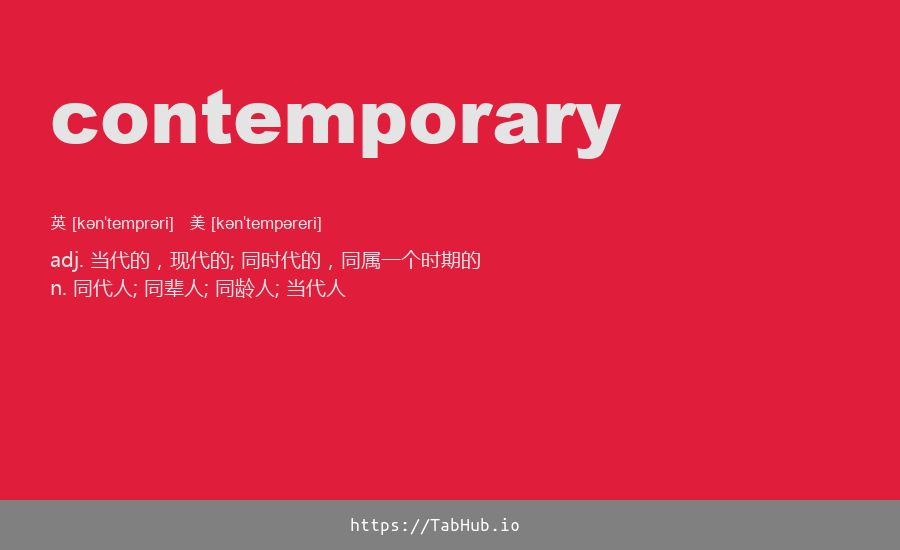 contemporary
英 [kən'temprəri] 美 [kən'tempəreri]
adj. 当代的，现代的; 同时代的，同属一个时期的
n. 同代人; 同辈人; 同龄人; 当代人
https://TabHub.io